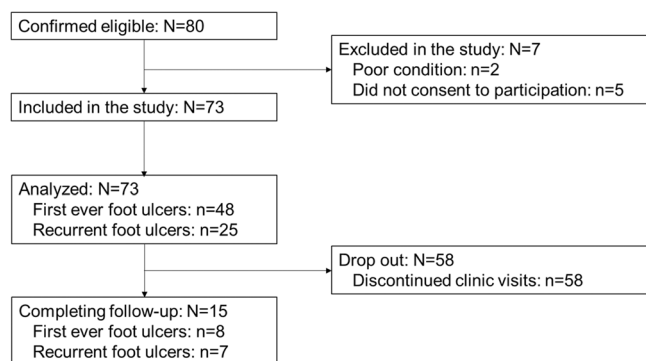 Confirmed eligible: N=80
Excluded in the study: N=7
Poor condition: n=2
Did not consent to participation: n=5
Included in the study: N=73
Analyzed: N=73
First ever foot ulcers: n=48
Recurrent foot ulcers: n=25
Drop out: N=58
Discontinued clinic visits: n=58
Completing follow-up: N=15
First ever foot ulcers: n=8
Recurrent foot ulcers: n=7